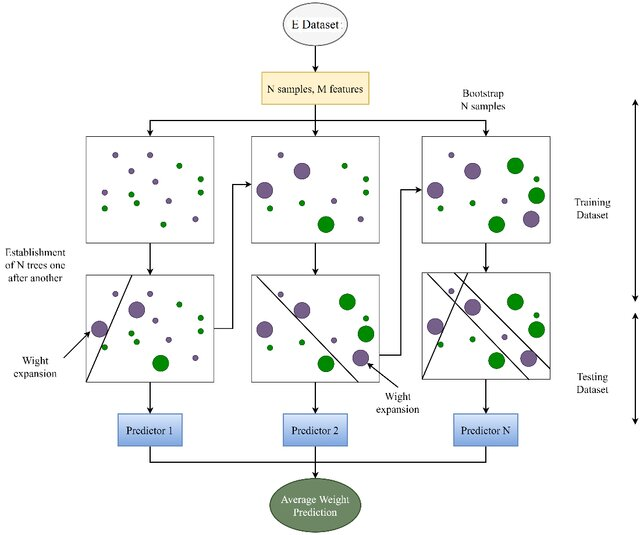 E Dataset
N samples, M features
Bootstrap
N samples
Training
Dataset
Establishment
of N trees one
after another
Wight
expansion
Wight
expansion
Testing
Dataset
Predictor 1
Predictor 2
Predictor N
Average Weight
Prediction